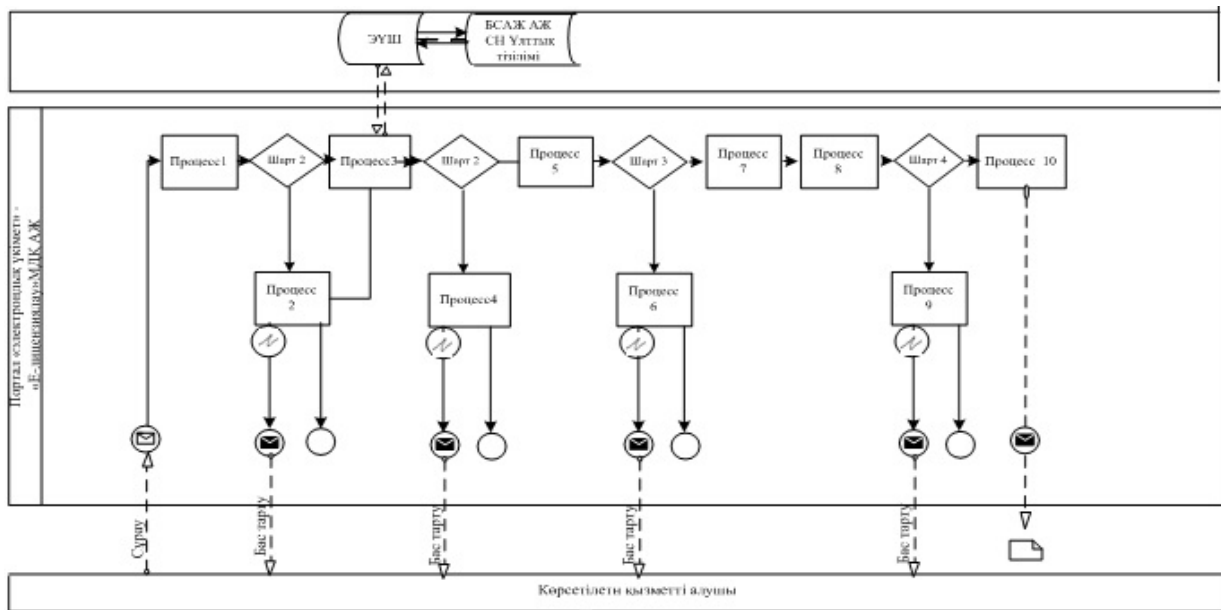 ЭҮШ
БСАЖ АЖ
СН Ұлттық
тізілімі
Портал «электрондық үкімет» -
«Е-лицензиялау»МДК АЖ
Процесс1
Шарт 2
Процесс3
Шарт 2
Процесс
5
Шарт 3
Процесс
7
Процесс
8
Шарт 4
Процесс 10
Процесс
2
Процесс4
Процесс
6
Процесс
9
Сұрау
Бас тарту
Бас тарту
Бас тарту
Бас тарту
Көрсетілетн қызметті алушы